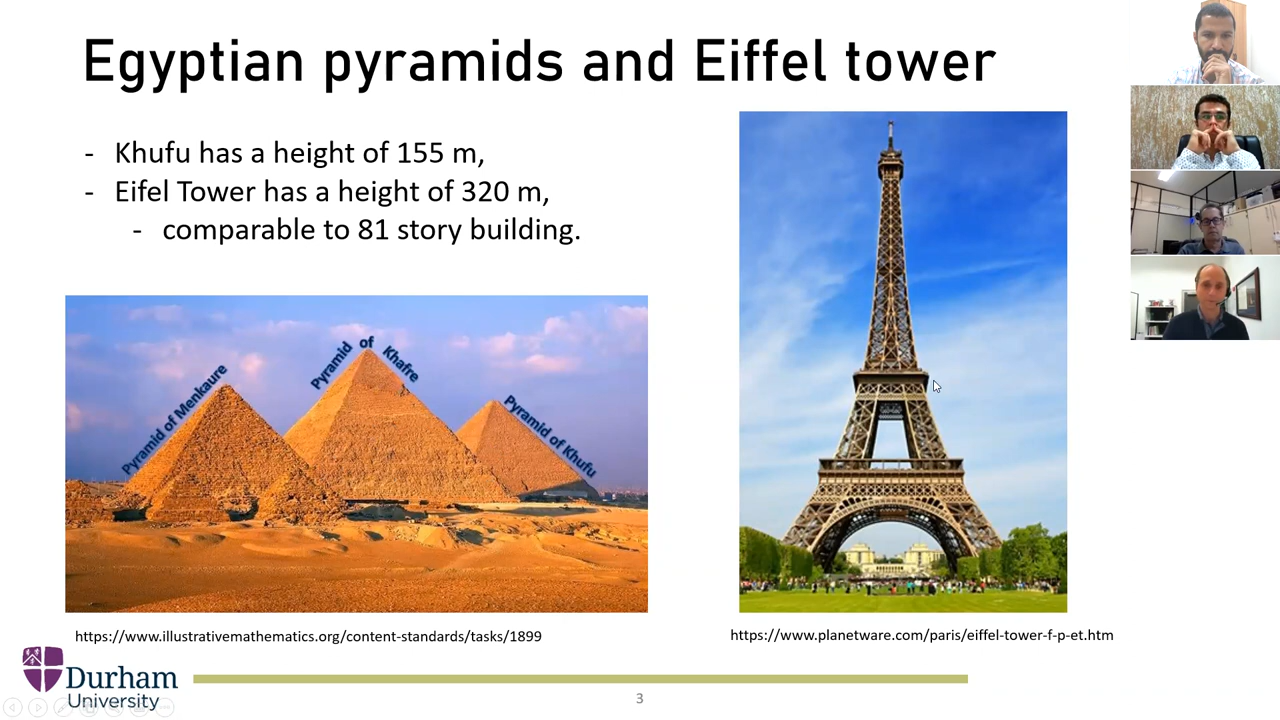 Egyptian pyramids and Eiffel tower
- Khufu has a height of 155 m,
- Eifel Tower has a height of 320 m,
- comparable to 81 story building.
Pyramid of Menkaure
Pyramid of Khafre
Pyramid of Khufu
https://www.illustrativemathematics.org/content-standards/tasks/1899
https://www.planetware.com/paris/eiffel-tower-f-p-et.htm
Durham
University
3